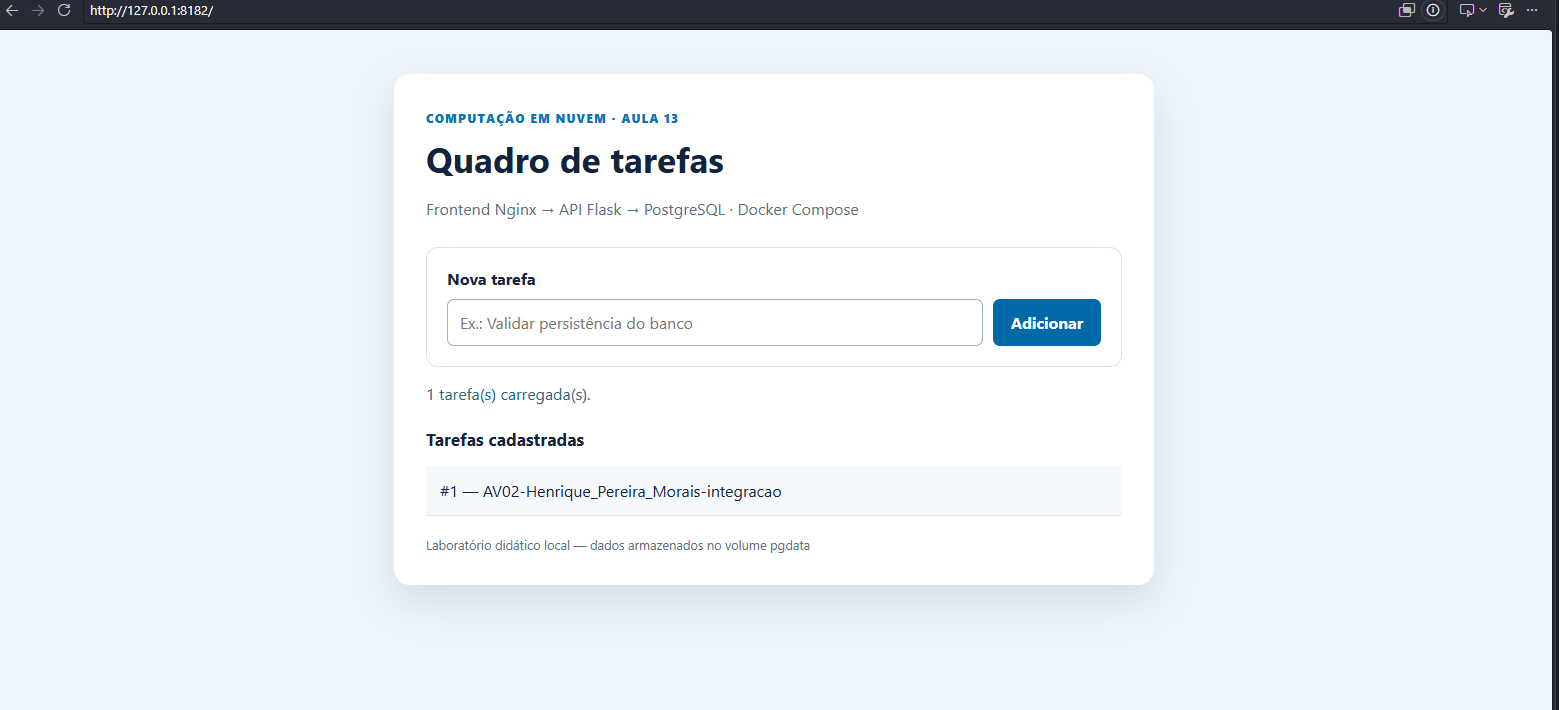 http://127.0.0.1:8182/
COMPUTAÇÃO EM NUVEM · AULA 13
Quadro de tarefas
Frontend Nginx → API Flask → PostgreSQL · Docker Compose
Nova tarefa
Ex.: Validar persistência do banco
Adicionar
1 tarefa(s) carregada(s).
Tarefas cadastradas
#1 — AV02-Henrique_Pereira_Morais-integracao
Laboratório didático local — dados armazenados no volume pgdata